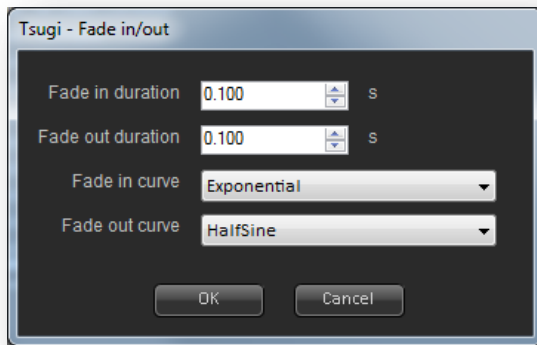 Tsugi - Fade in/out
Fade in duration 0.100 s
Fade out duration 0.100 s
Fade in curve Exponential
Fade out curve HalfSine
OK Cancel